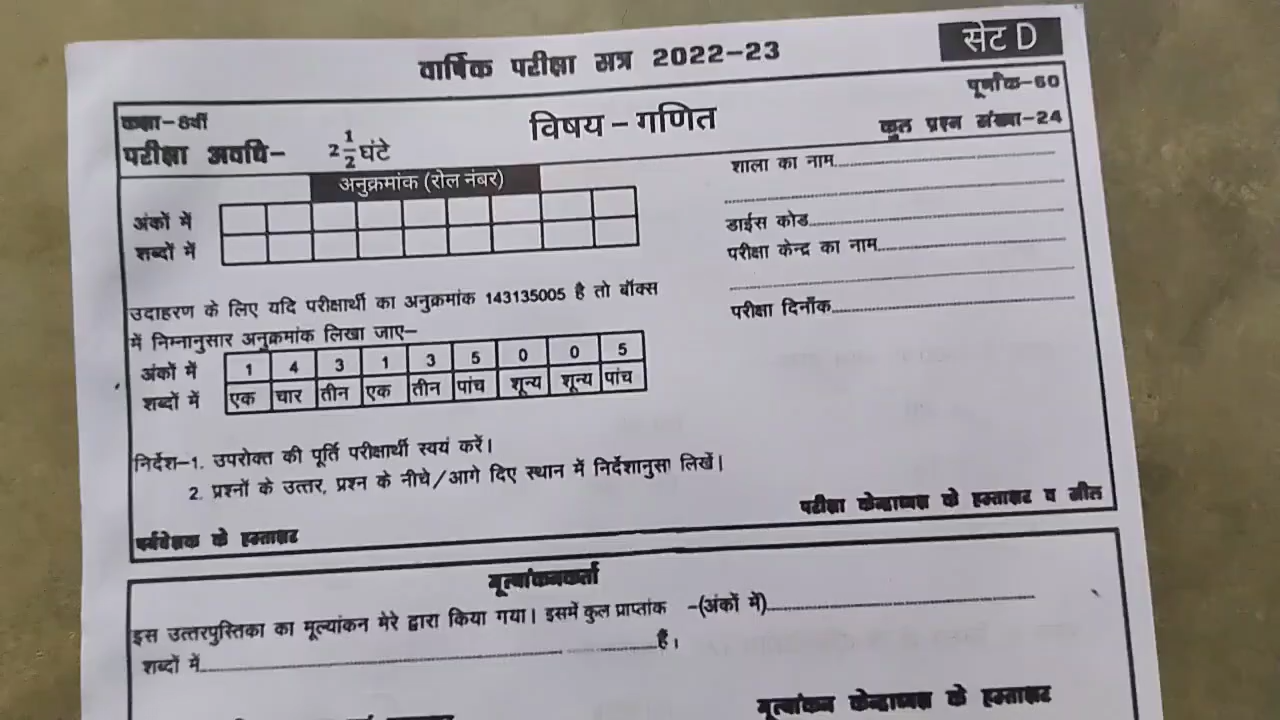 सेट D
वार्षिक परीक्षा सत्र 2022-23
पूर्णांक-60
कक्षा-8वीं
विषय – गणित
कुल प्रश्न संख्या-24
परीक्षा अवधि- 2 1/2 घंटे
अनुक्रमांक (रोल नंबर)
अंकों में
शब्दों में
शाला का नाम
डाईस कोड
परीक्षा केन्द्र का नाम
परीक्षा दिनाँक
उदाहरण के लिए यदि परीक्षार्थी का अनुक्रमांक 143135005 है तो बॉक्स
में निम्नानुसार अनुक्रमांक लिखा जाए–
अंकों में 1 4 3 1 3 5 0 0 5
शब्दों में एक चार तीन एक तीन पांच शून्य शून्य पांच
निर्देश–1. उपरोक्त की पूर्ति परीक्षार्थी स्वयं करें।
2. प्रश्नों के उत्तर, प्रश्न के नीचे/आगे दिए स्थान में निर्देशानुसा लिखें।
परीक्षा केन्द्राध्यक्ष के हस्ताक्षर व सील
पर्यवेक्षक के हस्ताक्षर
मूल्यांकनकर्ता
इस उत्तरपुस्तिका का मूल्यांकन मेरे द्वारा किया गया। इसमें कुल प्राप्तांक –(अंकों में)
शब्दों में है।
मूल्यांकन केन्द्राध्यक्ष के हस्ताक्षर